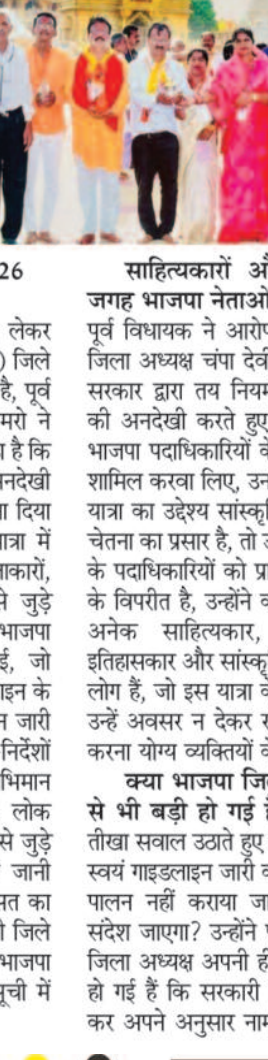 26
लेकर
जिले
है, पूर्व
मरो ने
है कि
नदेखी
दिया
ात्रा में
ाकारों,
से जुड़े
भाजपा
ई, जो
ाइन के
न जारी
निर्देशों
भिमान
लोक
से जुड़े
जानी
मत का
जिले
भाजपा
सूची में
साहित्यकारों औ
जगह भाजपा नेताओ
पूर्व विधायक ने आरोप
जिला अध्यक्ष चंपा देवी
सरकार द्वारा तय नियम
की अनदेखी करते हुए
भाजपा पदाधिकारियों के
शामिल करवा लिए, उन
यात्रा का उद्देश्य सांस्कृि
चेतना का प्रसार है, तो उ
के पदाधिकारियों को प्रा
के विपरीत है, उन्होंने क
अनेक साहित्यकार,
इतिहासकार और सांस्कृ
लोग हैं, जो इस यात्रा के
उन्हें अवसर न देकर स
करना योग्य व्यक्तियों के
क्या भाजपा जि
से भी बड़ी हो गई है
तीखा सवाल उठाते हुए
स्वयं गाइडलाइन जारी क
पालन नहीं कराया जा
संदेश जाएगा? उन्होंने प
जिला अध्यक्ष अपनी ही
हो गई हैं कि सरकारी
कर अपने अनुसार नाम